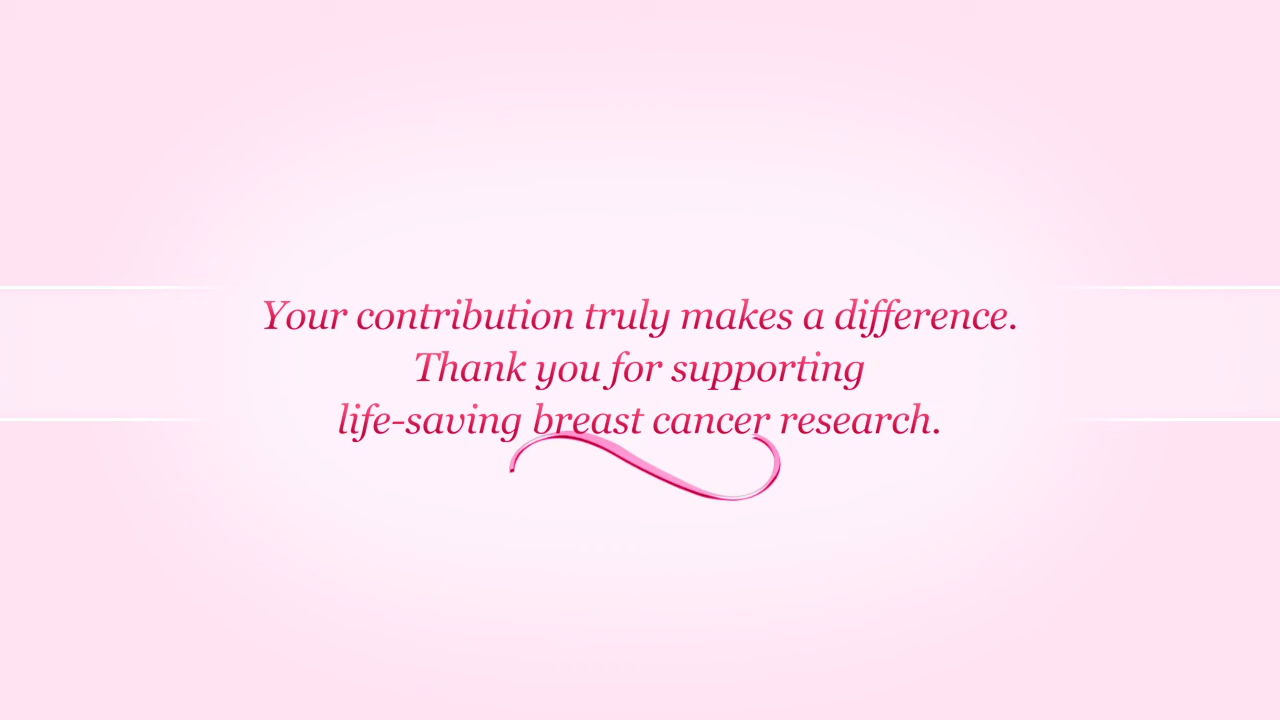 Your contribution truly makes a difference.
Thank you for supporting
life-saving breast cancer research.